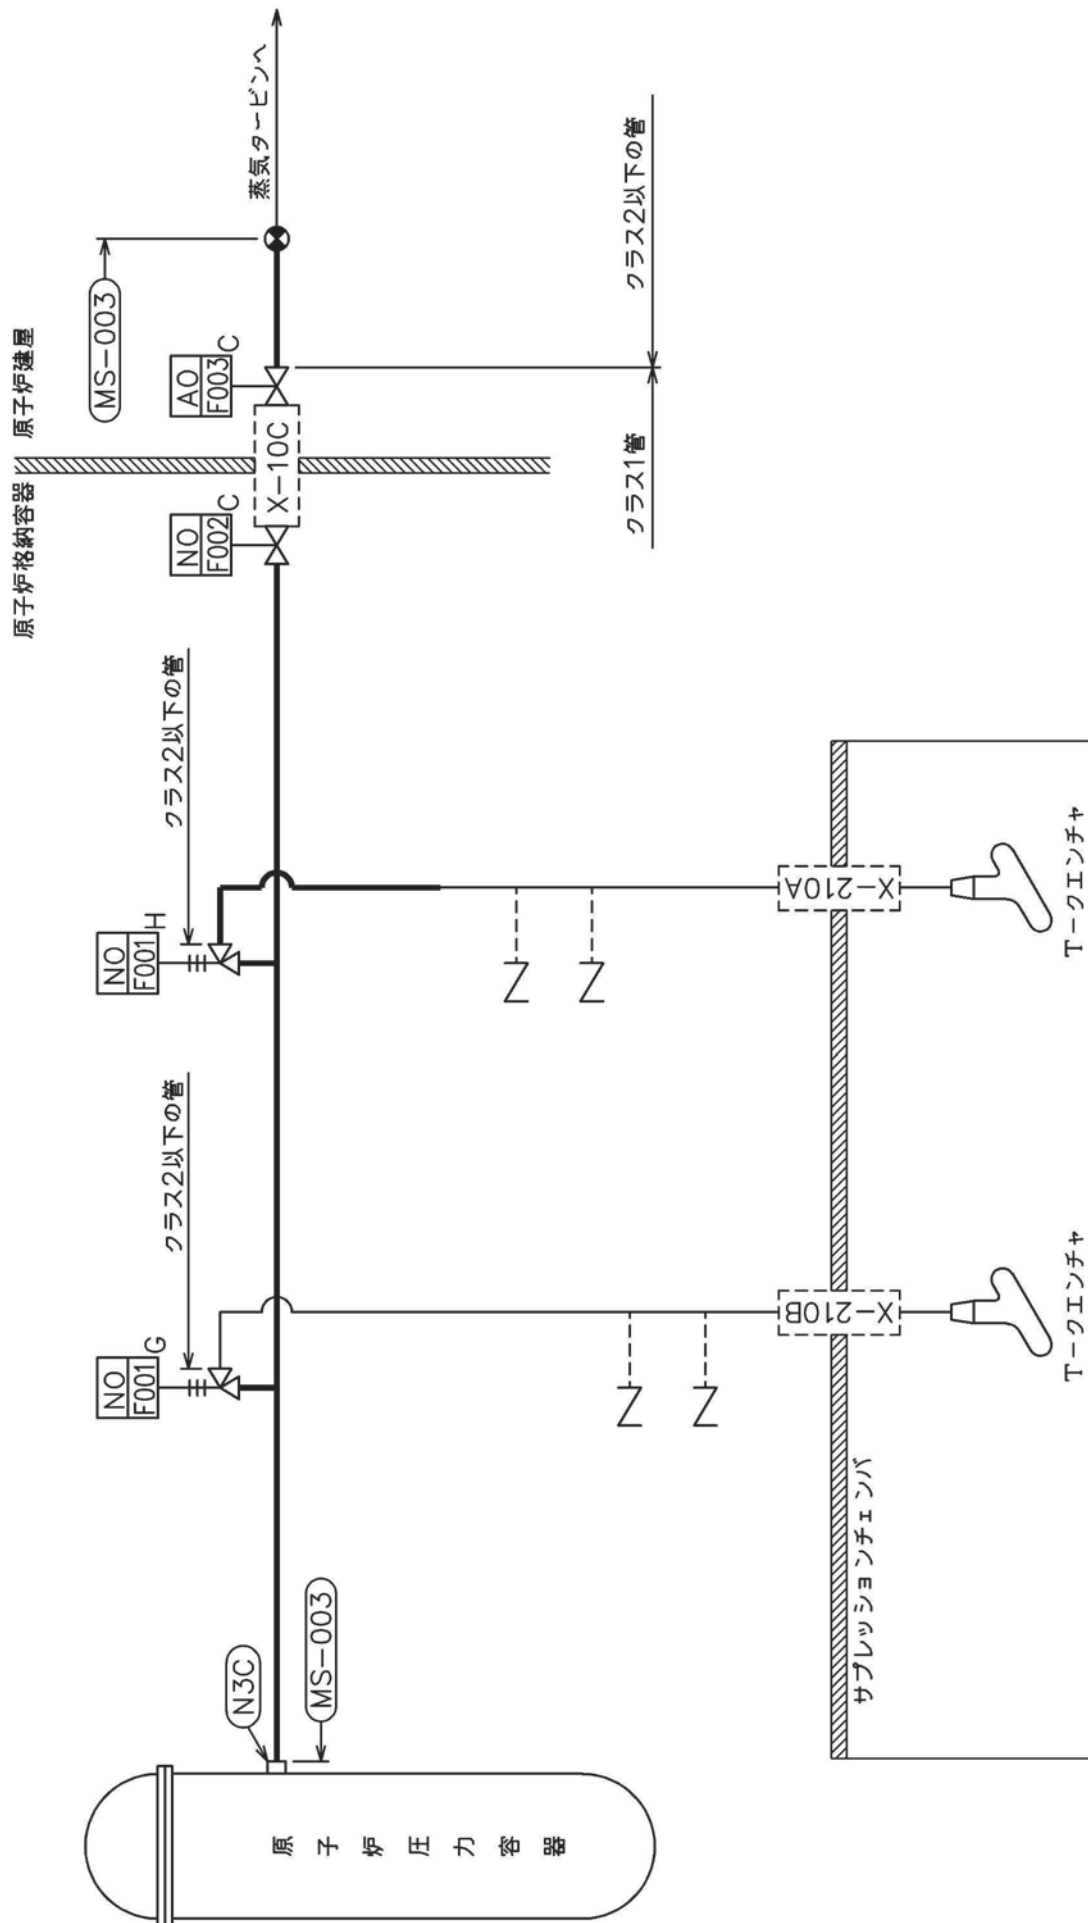 原子炉格納容器
原子炉建屋
MS-003
NO
F001
G
クラス2以下の管
NO
F001
H
クラス2以下の管
NO
F002
C
AO
F003
C
N3C
X-10C
蒸気タービンへ
MS-003
原子炉圧力容器
クラス1管
クラス2以下の管
X-210B
X-210A
サプレッションチェンバ
T-クエンチャ
T-クエンチャ